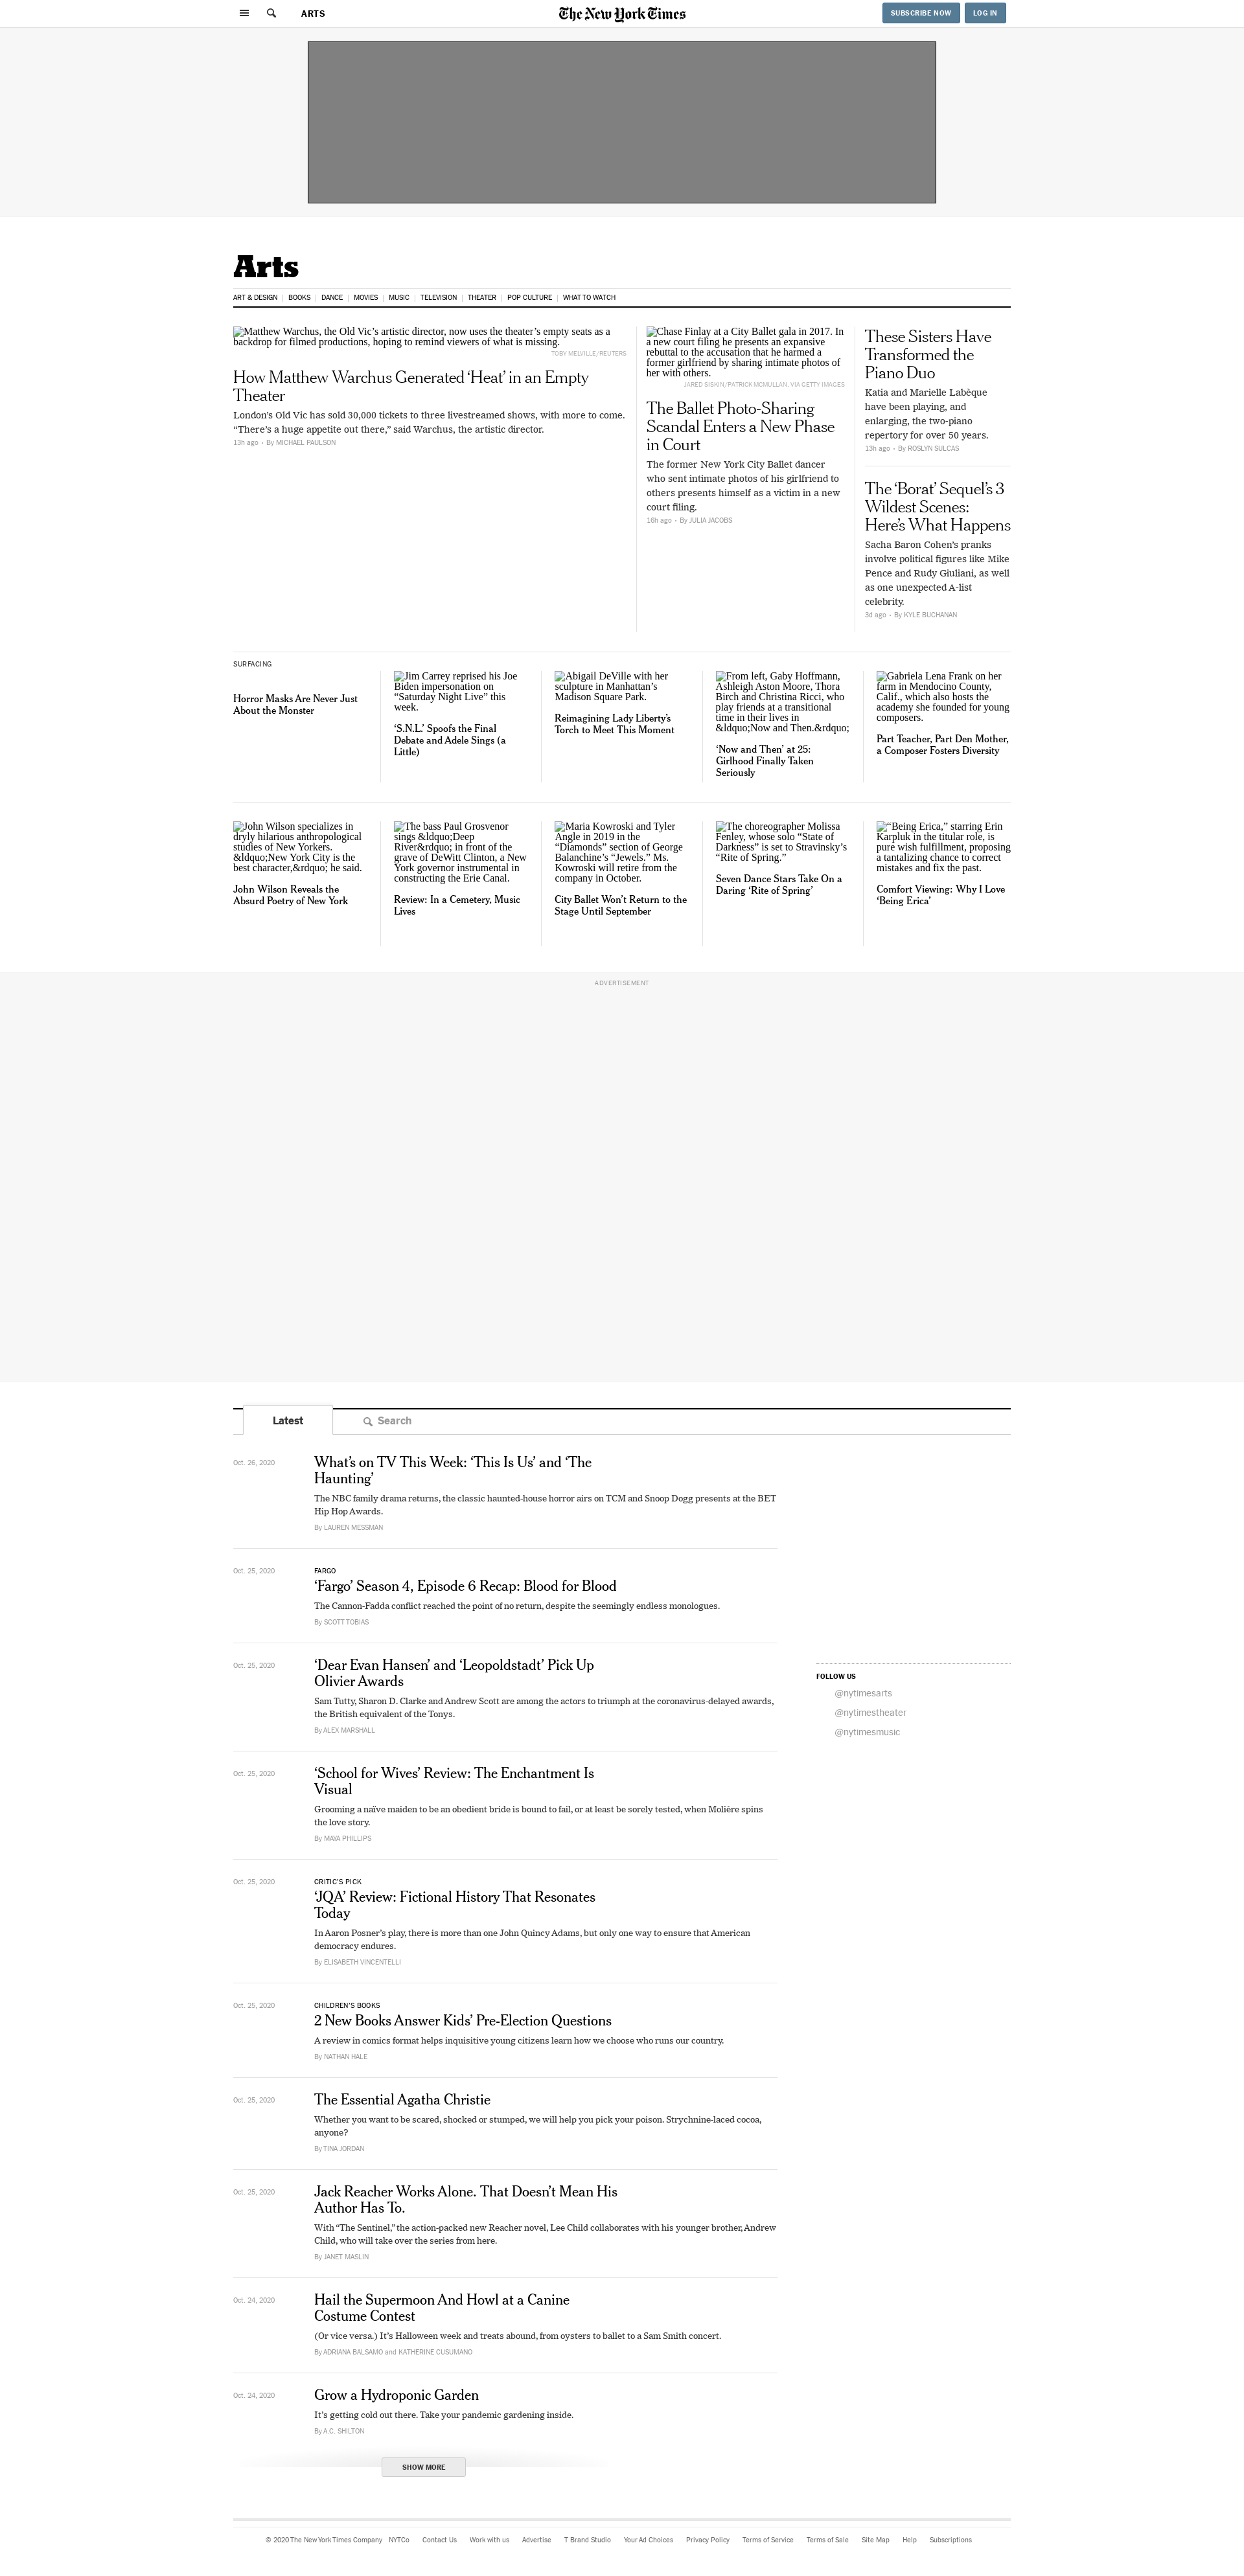 ARTS
The New York Times
SUBSCRIBE NOW
LOG IN
Arts
ART & DESIGN
BOOKS
DANCE
MOVIES
MUSIC
TELEVISION
THEATER
POP CULTURE
WHAT TO WATCH
Matthew Warchus, the Old Vic’s artistic director, now uses the theater’s empty seats as a
backdrop for filmed productions, hoping to remind viewers of what is missing.
TOBY MELVILLE/REUTERS
How Matthew Warchus Generated ‘Heat’ in an Empty
Theater
London’s Old Vic has sold 30,000 tickets to three livestreamed shows, with more to come.
“There’s a huge appetite out there,” said Warchus, the artistic director.
13h ago • By MICHAEL PAULSON
Chase Finlay at a City Ballet gala in 2017. In
a new court filing he presents an expansive
rebuttal to the accusation that he harmed a
former girlfriend by sharing intimate photos of
her with others.
JARED SISKIN/PATRICK MCMULLAN, VIA GETTY IMAGES
The Ballet Photo-Sharing
Scandal Enters a New Phase
in Court
The former New York City Ballet dancer
who sent intimate photos of his girlfriend to
others presents himself as a victim in a new
court filing.
16h ago • By JULIA JACOBS
These Sisters Have
Transformed the
Piano Duo
Katia and Marielle Labèque
have been playing, and
enlarging, the two-piano
repertory for over 50 years.
13h ago • By ROSLYN SULCAS
The ‘Borat’ Sequel’s 3
Wildest Scenes:
Here’s What Happens
Sacha Baron Cohen’s pranks
involve political figures like Mike
Pence and Rudy Giuliani, as well
as one unexpected A-list
celebrity.
3d ago • By KYLE BUCHANAN
SURFACING
Horror Masks Are Never Just
About the Monster
Jim Carrey reprised his Joe
Biden impersonation on
“Saturday Night Live” this
week.
‘S.N.L.’ Spoofs the Final
Debate and Adele Sings (a
Little)
Abigail DeVille with her
sculpture in Manhattan’s
Madison Square Park.
Reimagining Lady Liberty’s
Torch to Meet This Moment
From left, Gaby Hoffmann,
Ashleigh Aston Moore, Thora
Birch and Christina Ricci, who
play friends at a transitional
time in their lives in
&ldquo;Now and Then.&rdquo;
‘Now and Then’ at 25:
Girlhood Finally Taken
Seriously
Gabriela Lena Frank on her
farm in Mendocino County,
Calif., which also hosts the
academy she founded for young
composers.
Part Teacher, Part Den Mother,
a Composer Fosters Diversity
John Wilson specializes in
dryly hilarious anthropological
studies of New Yorkers.
&ldquo;New York City is the
best character,&rdquo; he said.
John Wilson Reveals the
Absurd Poetry of New York
The bass Paul Grosvenor
sings &ldquo;Deep
River&rdquo; in front of the
grave of DeWitt Clinton, a New
York governor instrumental in
constructing the Erie Canal.
Review: In a Cemetery, Music
Lives
Maria Kowroski and Tyler
Angle in 2019 in the
“Diamonds” section of George
Balanchine’s “Jewels.” Ms.
Kowroski will retire from the
company in October.
City Ballet Won’t Return to the
Stage Until September
The choreographer Molissa
Fenley, whose solo “State of
Darkness” is set to Stravinsky’s
“Rite of Spring.”
Seven Dance Stars Take On a
Daring ‘Rite of Spring’
“Being Erica,” starring Erin
Karpluk in the titular role, is
pure wish fulfillment, proposing
a tantalizing chance to correct
mistakes and fix the past.
Comfort Viewing: Why I Love
‘Being Erica’
ADVERTISEMENT
Latest
Search
Oct. 26, 2020
What’s on TV This Week: ‘This Is Us’ and ‘The
Haunting’
The NBC family drama returns, the classic haunted-house horror airs on TCM and Snoop Dogg presents at the BET
Hip Hop Awards.
By LAUREN MESSMAN
Oct. 25, 2020
FARGO
‘Fargo’ Season 4, Episode 6 Recap: Blood for Blood
The Cannon-Fadda conflict reached the point of no return, despite the seemingly endless monologues.
By SCOTT TOBIAS
Oct. 25, 2020
‘Dear Evan Hansen’ and ‘Leopoldstadt’ Pick Up
Olivier Awards
Sam Tutty, Sharon D. Clarke and Andrew Scott are among the actors to triumph at the coronavirus-delayed awards,
the British equivalent of the Tonys.
By ALEX MARSHALL
FOLLOW US
@nytimesarts
@nytimestheater
@nytimesmusic
Oct. 25, 2020
‘School for Wives’ Review: The Enchantment Is
Visual
Grooming a naïve maiden to be an obedient bride is bound to fail, or at least be sorely tested, when Molière spins
the love story.
By MAYA PHILLIPS
Oct. 25, 2020
CRITIC’S PICK
‘JQA’ Review: Fictional History That Resonates
Today
In Aaron Posner’s play, there is more than one John Quincy Adams, but only one way to ensure that American
democracy endures.
By ELISABETH VINCENTELLI
Oct. 25, 2020
CHILDREN’S BOOKS
2 New Books Answer Kids’ Pre-Election Questions
A review in comics format helps inquisitive young citizens learn how we choose who runs our country.
By NATHAN HALE
Oct. 25, 2020
The Essential Agatha Christie
Whether you want to be scared, shocked or stumped, we will help you pick your poison. Strychnine-laced cocoa,
anyone?
By TINA JORDAN
Oct. 25, 2020
Jack Reacher Works Alone. That Doesn’t Mean His
Author Has To.
With “The Sentinel,” the action-packed new Reacher novel, Lee Child collaborates with his younger brother, Andrew
Child, who will take over the series from here.
By JANET MASLIN
Oct. 24, 2020
Hail the Supermoon And Howl at a Canine
Costume Contest
(Or vice versa.) It’s Halloween week and treats abound, from oysters to ballet to a Sam Smith concert.
By ADRIANA BALSAMO and KATHERINE CUSUMANO
Oct. 24, 2020
Grow a Hydroponic Garden
It’s getting cold out there. Take your pandemic gardening inside.
By A.C. SHILTON
SHOW MORE
© 2020 The New York Times Company NYTCo Contact Us Work with us Advertise T Brand Studio Your Ad Choices Privacy Policy Terms of Service Terms of Sale Site Map Help Subscriptions